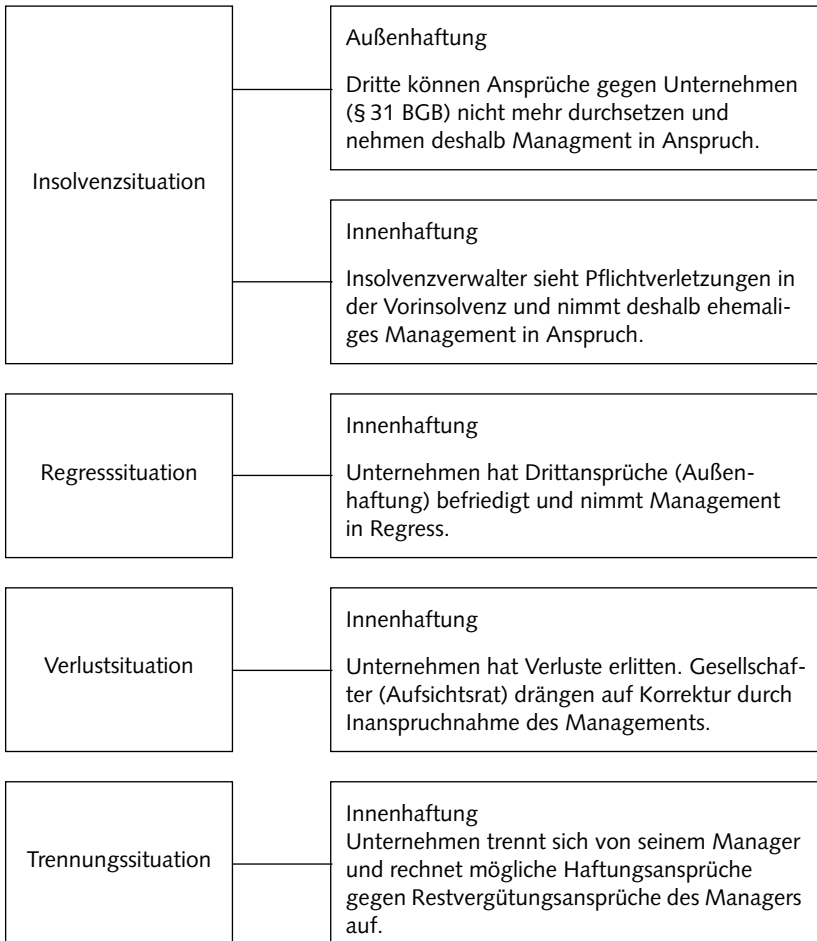 Insolvenzsituation
Außenhaftung
Dritte können Ansprüche gegen Unternehmen
(§ 31 BGB) nicht mehr durchsetzen und
nehmen deshalb Managment in Anspruch.
Innenhaftung
Insolvenzverwalter sieht Pflichtverletzungen in
der Vorinsolvenz und nimmt deshalb ehemali-
ges Management in Anspruch.
Regresssituation
Innenhaftung
Unternehmen hat Drittansprüche (Außen-
haftung) befriedigt und nimmt Management
in Regress.
Verlustsituation
Innenhaftung
Unternehmen hat Verluste erlitten. Gesellschaf-
ter (Aufsichtsrat) drängen auf Korrektur durch
Inanspruchnahme des Managements.
Trennungssituation
Innenhaftung
Unternehmen trennt sich von seinem Manager
und rechnet mögliche Haftungsansprüche
gegen Restvergütungsansprüche des Managers
auf.